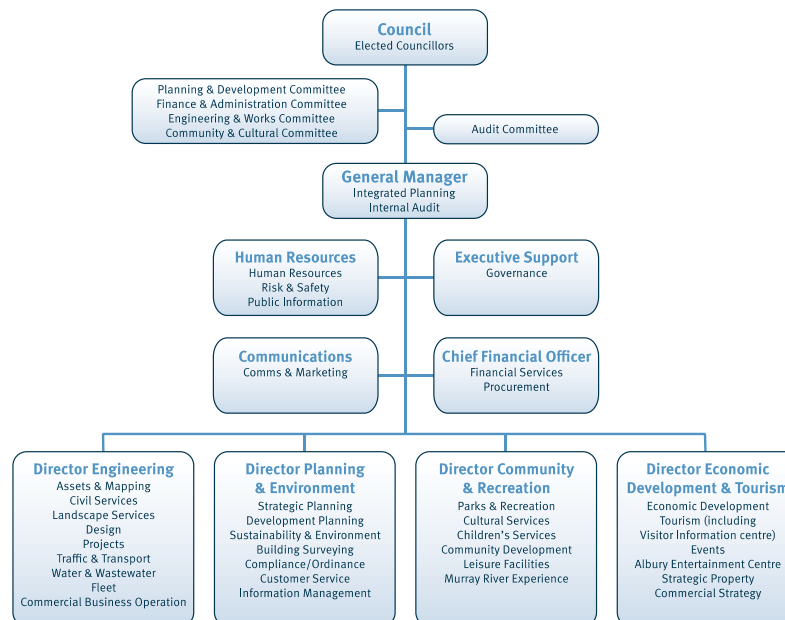 Council
Elected Councillors
Planning & Development Committee
Finance & Administration Committee
Engineering & Works Committee
Community & Cultural Committee
Audit Committee
General Manager
Integrated Planning
Internal Audit
Human Resources
Human Resources
Risk & Safety
Public Information
Executive Support
Governance
Communications
Comms & Marketing
Chief Financial Officer
Financial Services
Procurement
Director Engineering
Assets & Mapping
Civil Services
Landscape Services
Design
Projects
Traffic & Transport
Water & Wastewater
Fleet
Commercial Business Operation
Director Planning
& Environment
Strategic Planning
Development Planning
Sustainability & Environment
Building Surveying
Compliance/Ordinance
Customer Service
Information Management
Director Community
& Recreation
Parks & Recreation
Cultural Services
Children's Services
Community Development
Leisure Facilities
Murray River Experience
Director Economic
Development & Tourism
Economic Development
Tourism (including
Visitor Information centre)
Events
Albury Entertainment Centre
Strategic Property
Commercial Strategy